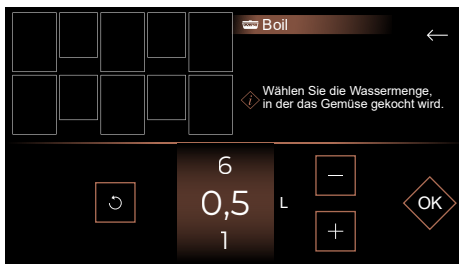 Boil
Wählen Sie die Wassermenge,
in der das Gemüse gekocht wird.
6
0,5 L
1
OK